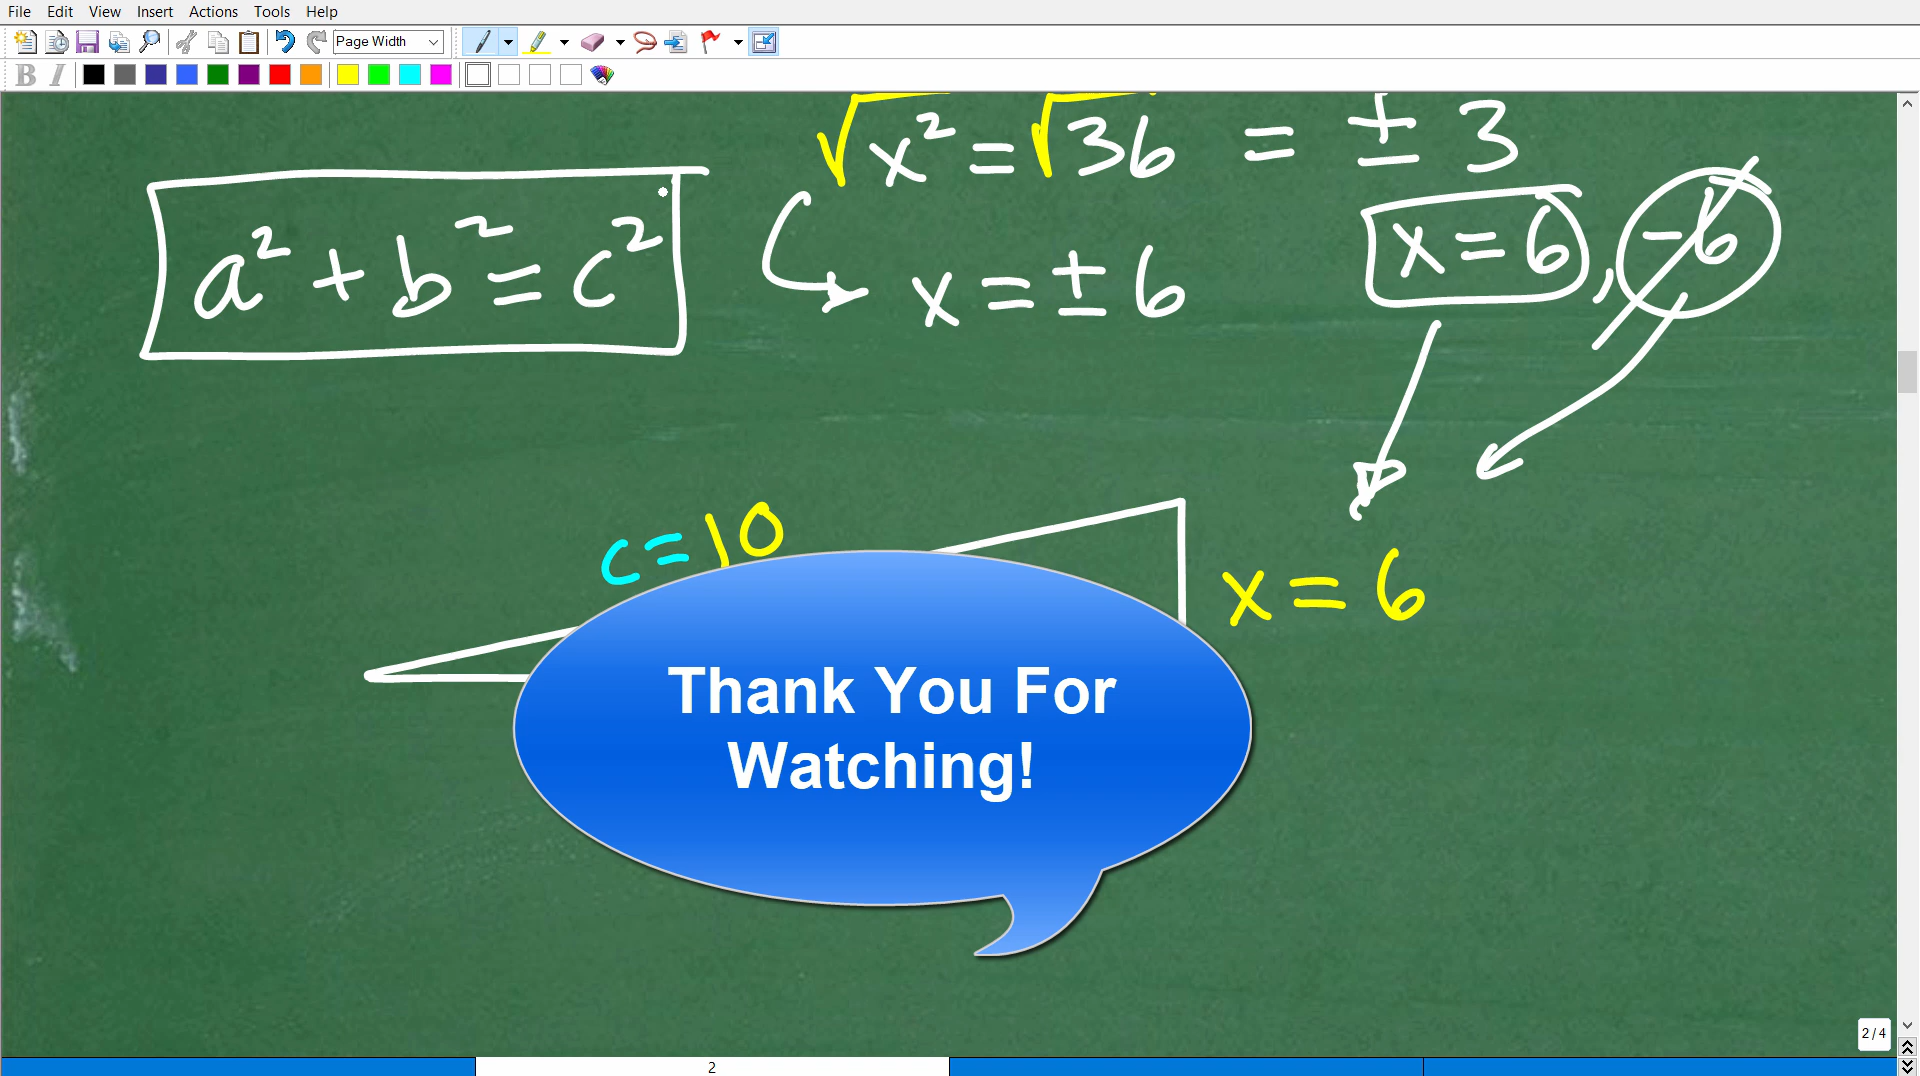 File Edit View Insert Actions Tools Help
Page Width
B I
√x² = √36 = ± 3
a² + b² = c²
x = ± 6
x = 6, -6
c = 10
x = 6
Thank You For
Watching!
2 / 4
2